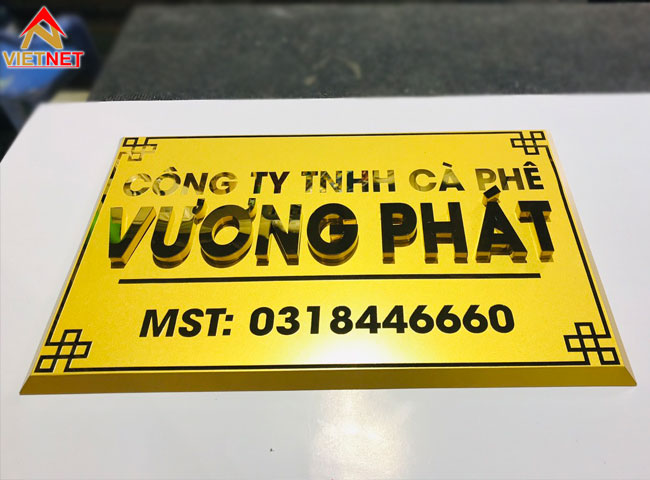 VIETNET
CÔNG TY TNHH CÀ PHÊ
VƯƠNG PHÁT
MST: 0318446660